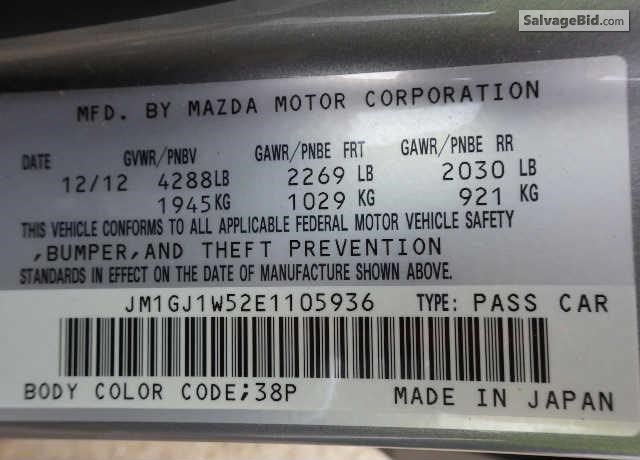 SalvageBid.com
MFD. BY MAZDA MOTOR CORPORATION
DATE GVWR/PNBV GAWR/PNBE FRT GAWR/PNBE RR
12/12 4288LB 2269 LB 2030 LB
1945KG 1029 KG 921 KG
THIS VEHICLE CONFORMS TO ALL APPLICABLE FEDERAL MOTOR VEHICLE SAFETY
,BUMPER,AND THEFT PREVENTION
STANDARDS IN EFFECT ON THE DATE OF MANUFACTURE SHOWN ABOVE.
JM1GJ1W52E1105936 TYPE: PASS CAR
BODY COLOR CODE;38P MADE IN JAPAN